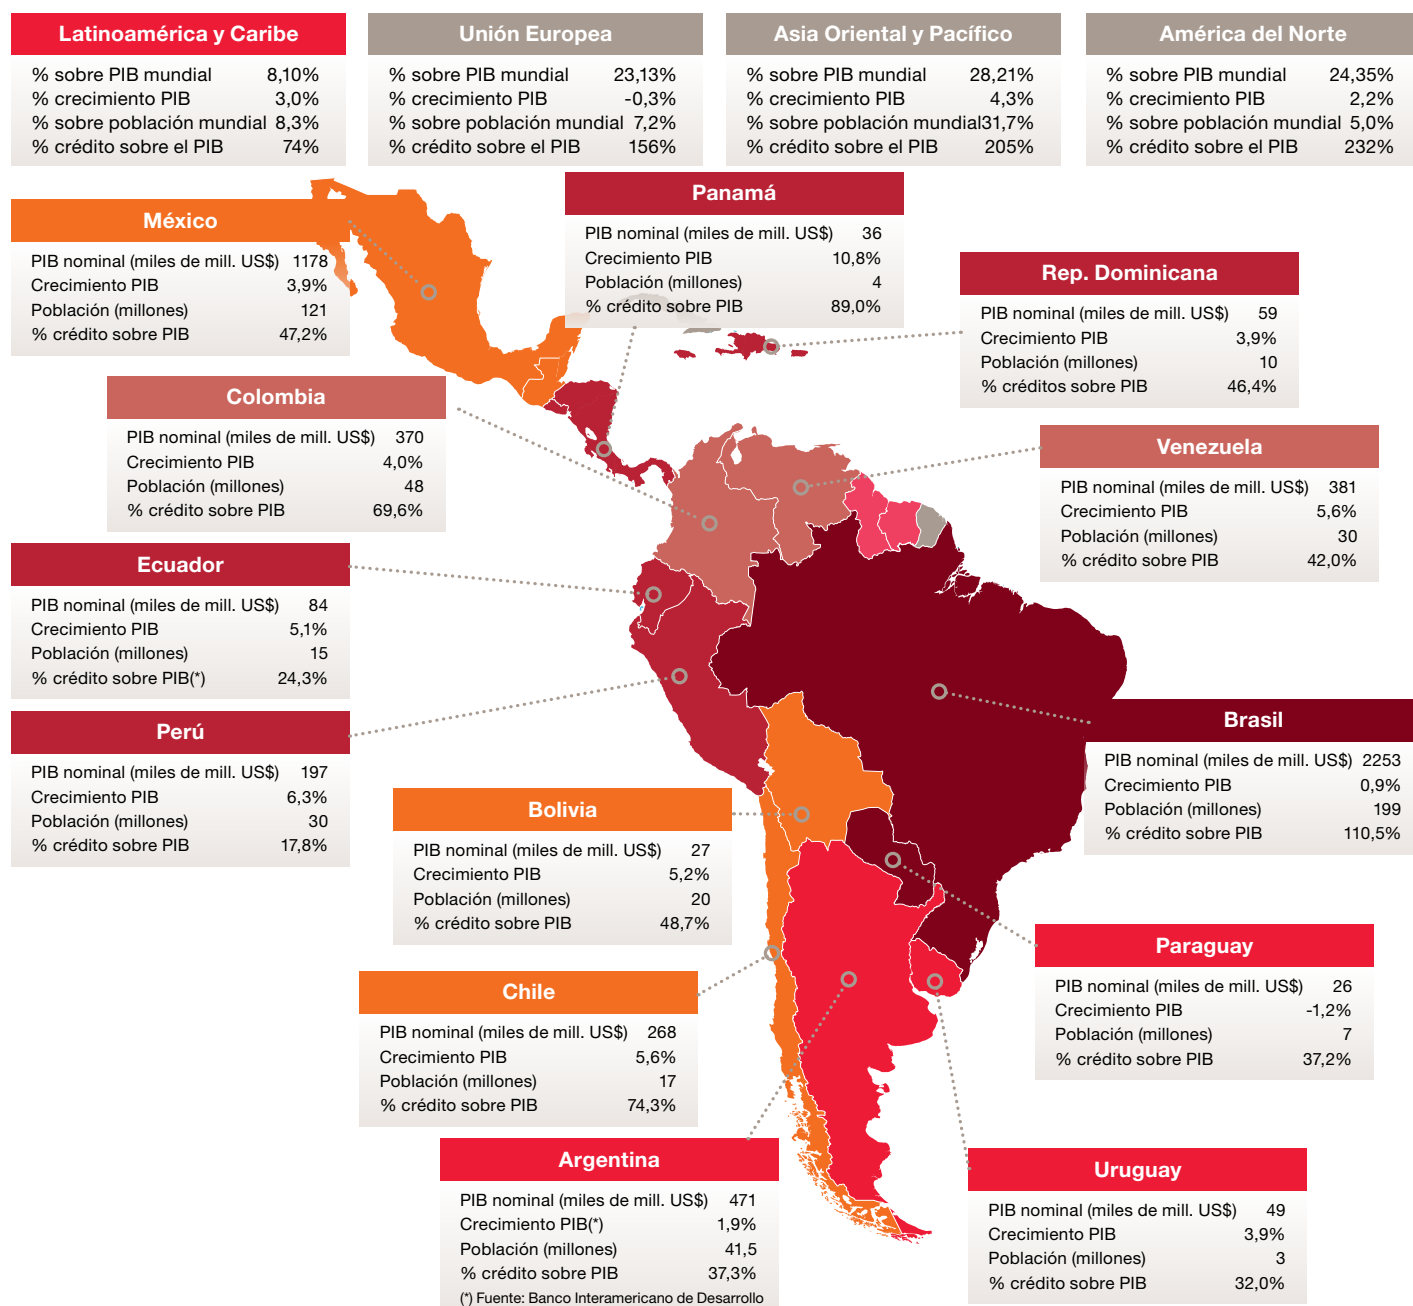 Latinoamérica y Caribe
% sobre PIB mundial 8,10%
% crecimiento PIB 3,0%
% sobre población mundial 8,3%
% crédito sobre el PIB 74%
Unión Europea
% sobre PIB mundial 23,13%
% crecimiento PIB -0,3%
% sobre población mundial 7,2%
% crédito sobre el PIB 156%
Asia Oriental y Pacífico
% sobre PIB mundial 28,21%
% crecimiento PIB 4,3%
% sobre población mundial 31,7%
% crédito sobre el PIB 205%
América del Norte
% sobre PIB mundial 24,35%
% crecimiento PIB 2,2%
% sobre población mundial 5,0%
% crédito sobre el PIB 232%
México
PIB nominal (miles de mill. US$) 1178
Crecimiento PIB 3,9%
Población (millones) 121
% crédito sobre PIB 47,2%
Panamá
PIB nominal (miles de mill. US$) 36
Crecimiento PIB 10,8%
Población (millones) 4
% crédito sobre PIB 89,0%
Rep. Dominicana
PIB nominal (miles de mill. US$) 59
Crecimiento PIB 3,9%
Población (millones) 10
% créditos sobre PIB 46,4%
Colombia
PIB nominal (miles de mill. US$) 370
Crecimiento PIB 4,0%
Población (millones) 48
% crédito sobre PIB 69,6%
Venezuela
PIB nominal (miles de mill. US$) 381
Crecimiento PIB 5,6%
Población (millones) 30
% crédito sobre PIB 42,0%
Ecuador
PIB nominal (miles de mill. US$) 84
Crecimiento PIB 5,1%
Población (millones) 15
% crédito sobre PIB(*) 24,3%
Perú
PIB nominal (miles de mill. US$) 197
Crecimiento PIB 6,3%
Población (millones) 30
% crédito sobre PIB 17,8%
Brasil
PIB nominal (miles de mill. US$) 2253
Crecimiento PIB 0,9%
Población (millones) 199
% crédito sobre PIB 110,5%
Bolivia
PIB nominal (miles de mill. US$) 27
Crecimiento PIB 5,2%
Población (millones) 20
% crédito sobre PIB 48,7%
Paraguay
PIB nominal (miles de mill. US$) 26
Crecimiento PIB -1,2%
Población (millones) 7
% crédito sobre PIB 37,2%
Chile
PIB nominal (miles de mill. US$) 268
Crecimiento PIB 5,6%
Población (millones) 17
% crédito sobre PIB 74,3%
Argentina
PIB nominal (miles de mill. US$) 471
Crecimiento PIB(*) 1,9%
Población (millones) 41,5
% crédito sobre PIB 37,3%
(*) Fuente: Banco Interamericano de Desarrollo
Uruguay
PIB nominal (miles de mill. US$) 49
Crecimiento PIB 3,9%
Población (millones) 3
% crédito sobre PIB 32,0%